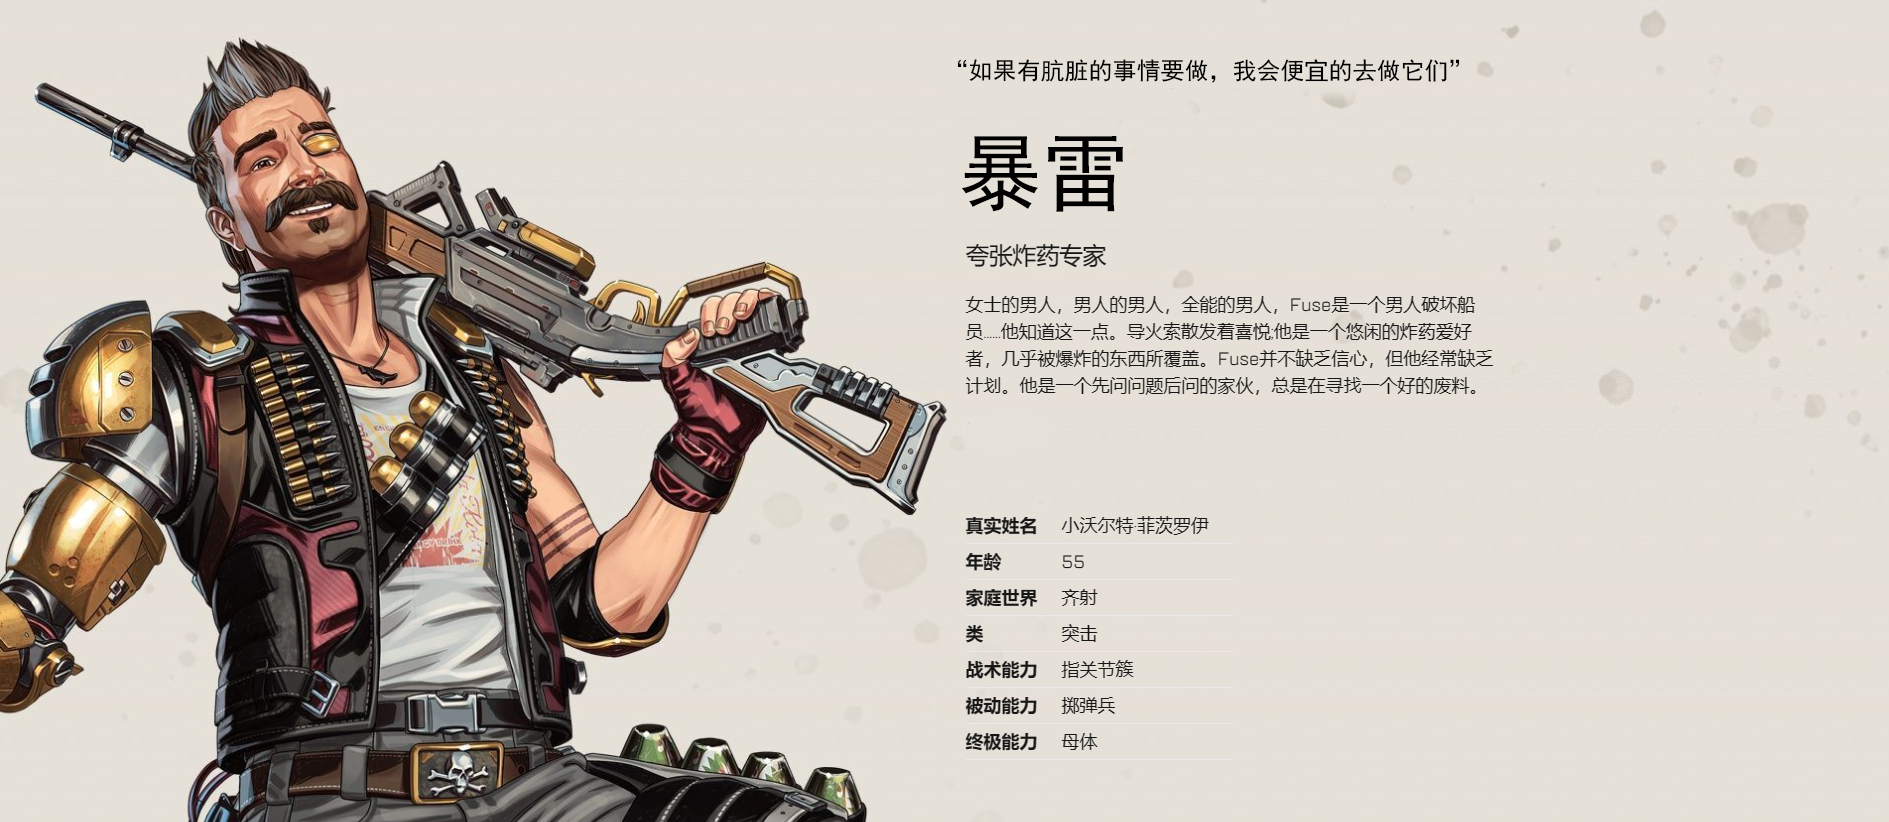 “如果有肮脏的事情要做，我会便宜的去做它们”
暴雷
夸张炸药专家
女士的男人，男人的男人，全能的男人，Fuse是一个男人破坏船
员……他知道这一点。导火索散发着喜悦;他是一个悠闲的炸药爱好
者，几乎被爆炸的东西所覆盖。Fuse并不缺乏信心，但他经常缺乏
计划。他是一个先问问题后问的家伙，总是在寻找一个好的废料。
真实姓名 小沃尔特·菲茨罗伊
年龄 55
家庭世界 齐射
类 突击
战术能力 指关节簇
被动能力 掷弹兵
终极能力 母体